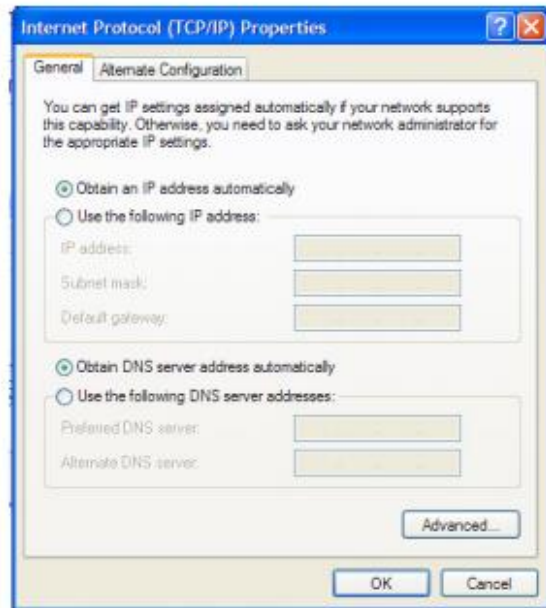 Internet Protocol (TCP/IP) Properties
General
Alternate Configuration
You can get IP settings assigned automatically if your network supports
this capability. Otherwise, you need to ask your network administrator for
the appropriate IP settings.
Obtain an IP address automatically
Use the following IP address:
IP address:
Subnet mask:
Default gateway:
Obtain DNS server address automatically
Use the following DNS server addresses:
Preferred DNS server:
Alternate DNS server:
Advanced...
OK
Cancel